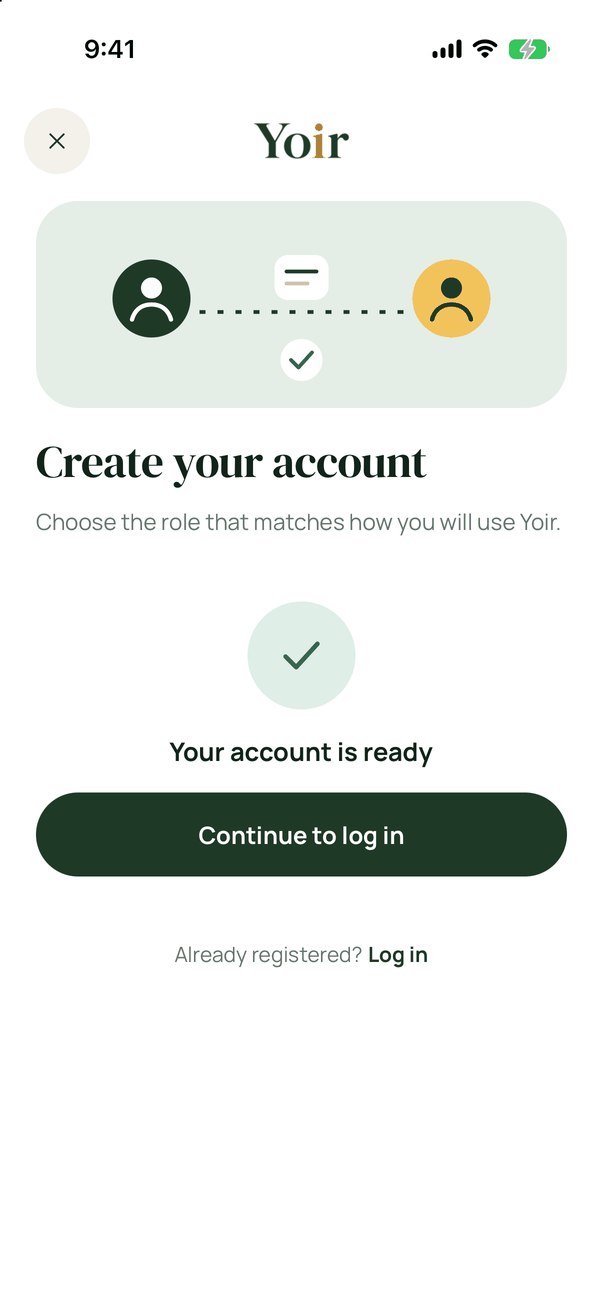 9:41
Yoir
Create your account
Choose the role that matches how you will use Yoir.
Your account is ready
Continue to log in
Already registered? Log in